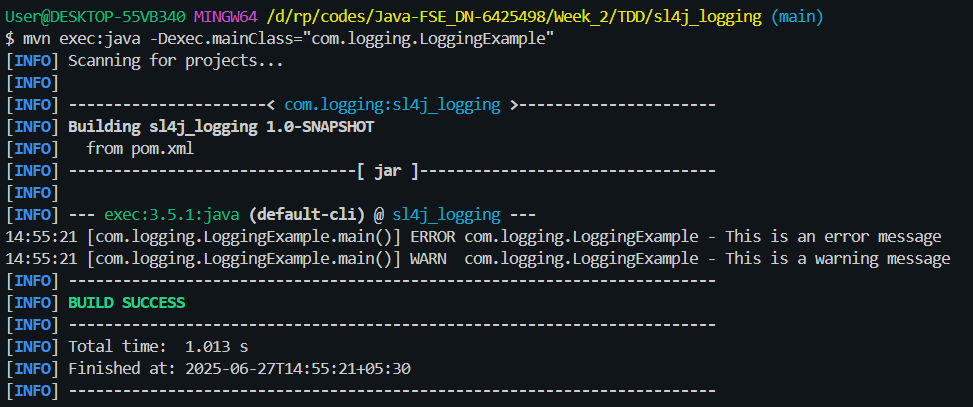 User@DESKTOP-55VB340 MINGW64 /d/rp/codes/Java-FSE_DN-6425498/Week_2/TDD/sl4j_logging (main)
$ mvn exec:java -Dexec.mainClass="com.logging.LoggingExample"
[INFO] Scanning for projects...
[INFO]
[INFO] ----------------------< com.logging:sl4j_logging >----------------------
[INFO] Building sl4j_logging 1.0-SNAPSHOT
[INFO]   from pom.xml
[INFO] --------------------------------[ jar ]---------------------------------
[INFO]
[INFO] --- exec:3.5.1:java (default-cli) @ sl4j_logging ---
14:55:21 [com.logging.LoggingExample.main()] ERROR com.logging.LoggingExample - This is an error message
14:55:21 [com.logging.LoggingExample.main()] WARN  com.logging.LoggingExample - This is a warning message
[INFO] ------------------------------------------------------------------------
[INFO] BUILD SUCCESS
[INFO] ------------------------------------------------------------------------
[INFO] Total time:  1.013 s
[INFO] Finished at: 2025-06-27T14:55:21+05:30
[INFO] ------------------------------------------------------------------------